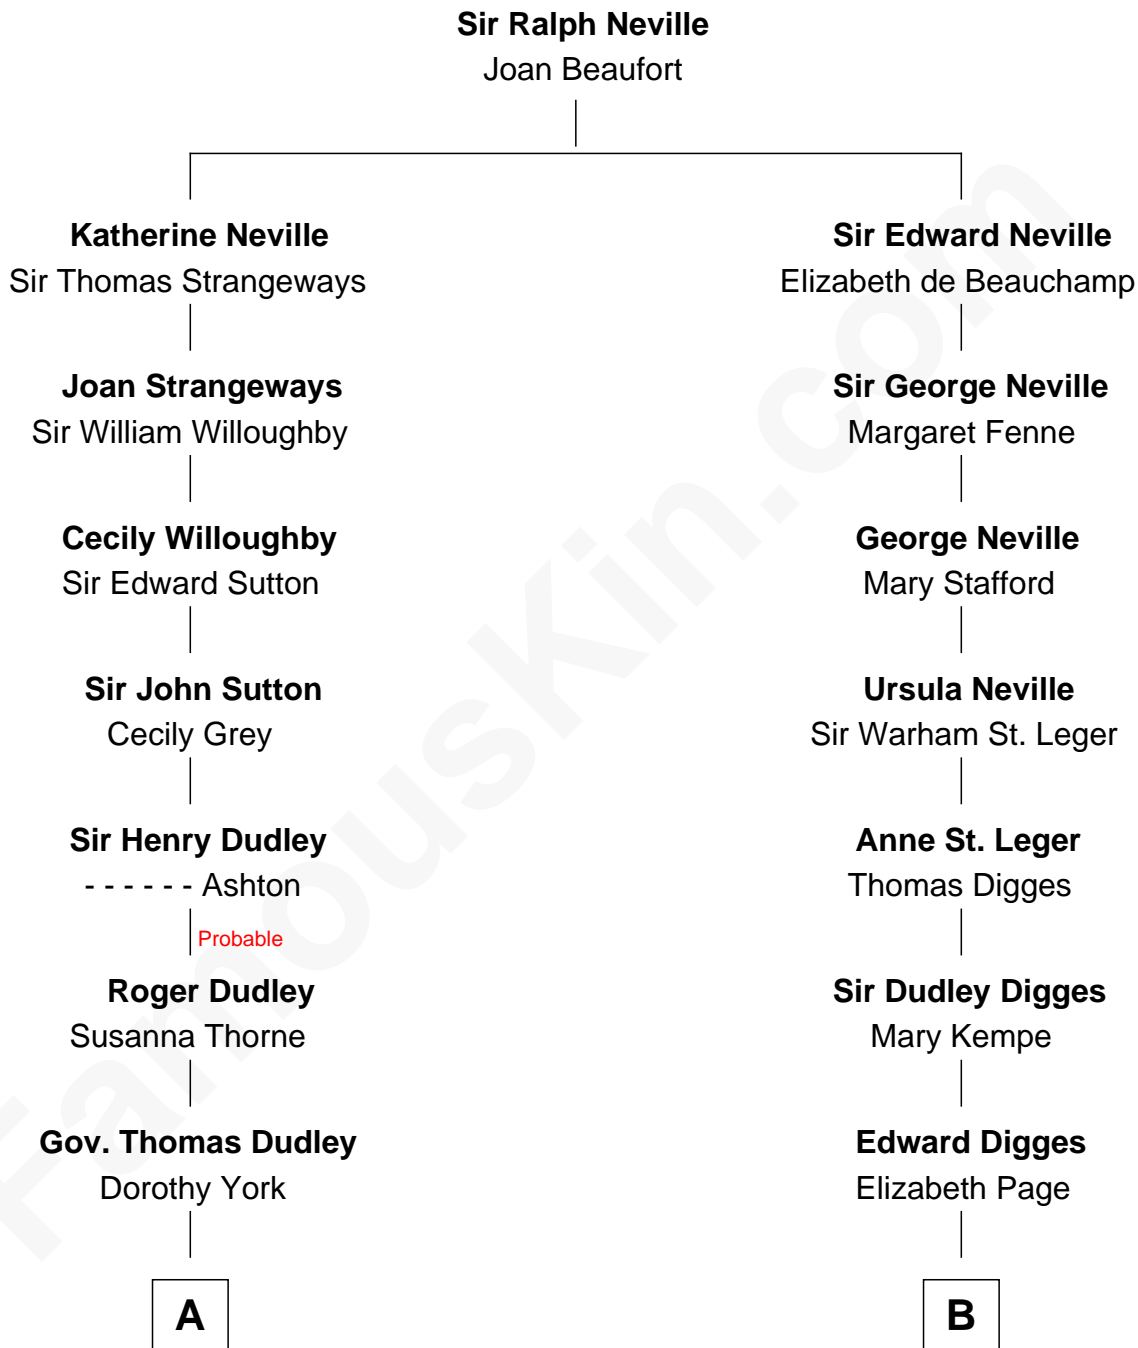 Sir Ralph Neville
Joan Beaufort
Katherine Neville
Sir Thomas Strangeways
Sir Edward Neville
Elizabeth de Beauchamp
Joan Strangeways
Sir William Willoughby
Sir George Neville
Margaret Fenne
Cecily Willoughby
Sir Edward Sutton
George Neville
Mary Stafford
Sir John Sutton
Cecily Grey
Ursula Neville
Sir Warham St. Leger
Sir Henry Dudley
- - - - - - Ashton
Anne St. Leger
Thomas Digges
Probable
Roger Dudley
Susanna Thorne
Sir Dudley Digges
Mary Kempe
Gov. Thomas Dudley
Dorothy York
Edward Digges
Elizabeth Page
A
B
FamousKin.com